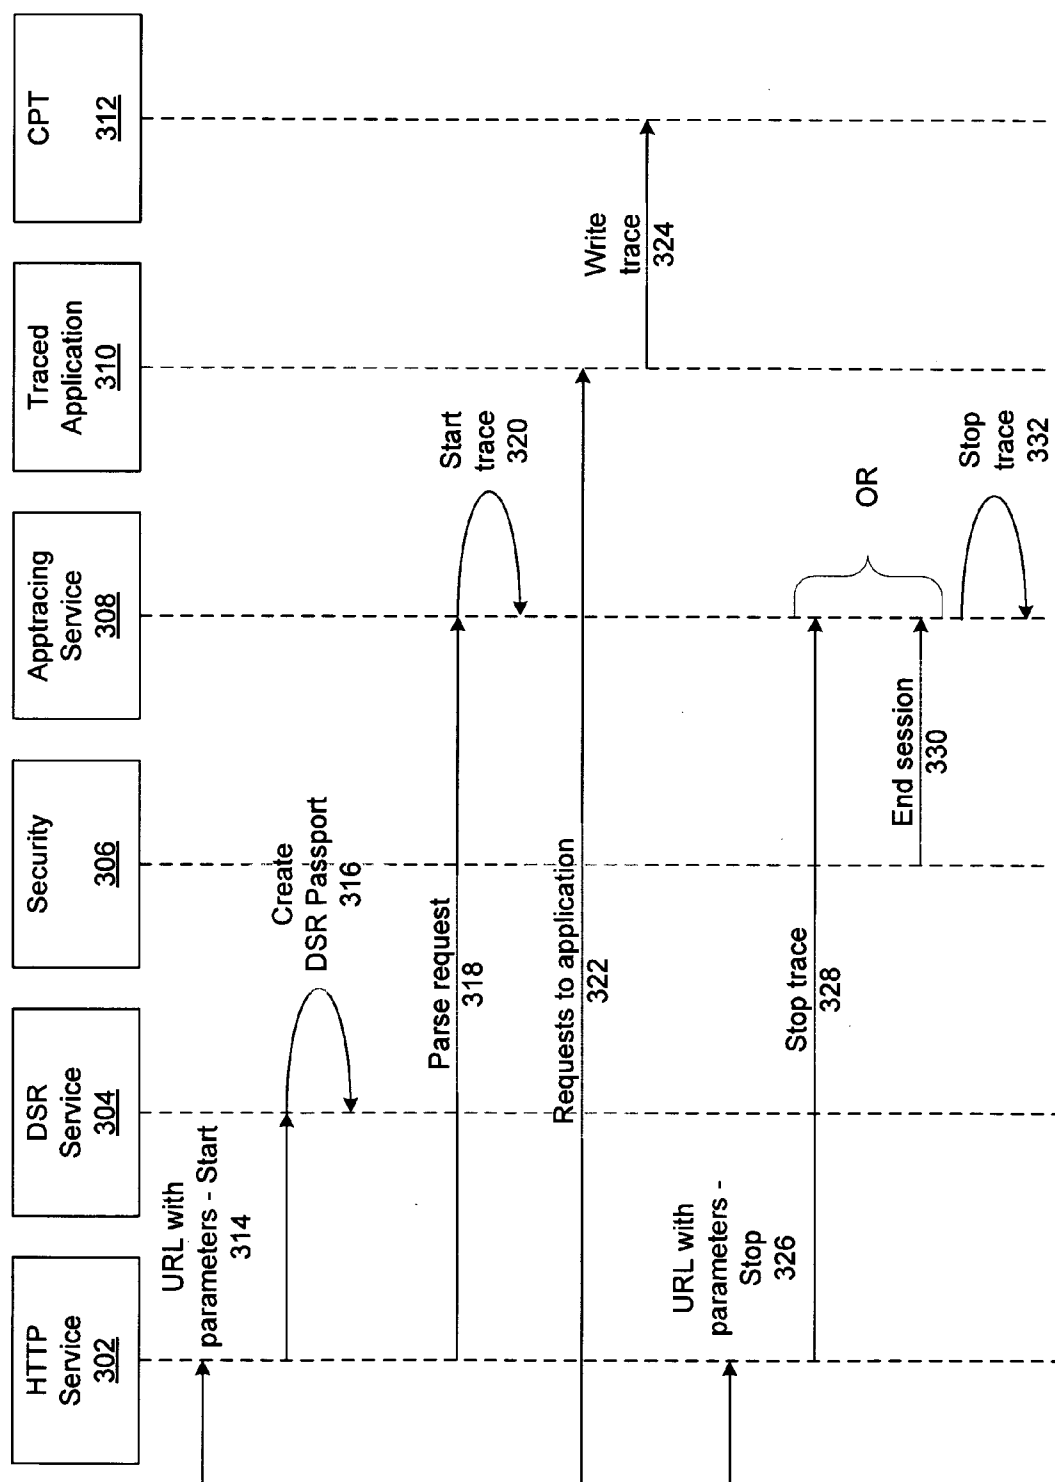 HTTP
Service
302
DSR
Service
304
Security
306
Apptracing
Service
308
Traced
Application
310
CPT
312
URL with
parameters - Start
314
Create
DSR Passport
316
Parse request
318
Start
trace
320
Requests to application
322
Write
trace
324
URL with
parameters -
Stop
326
Stop trace
328
OR
End session
330
Stop
trace
332